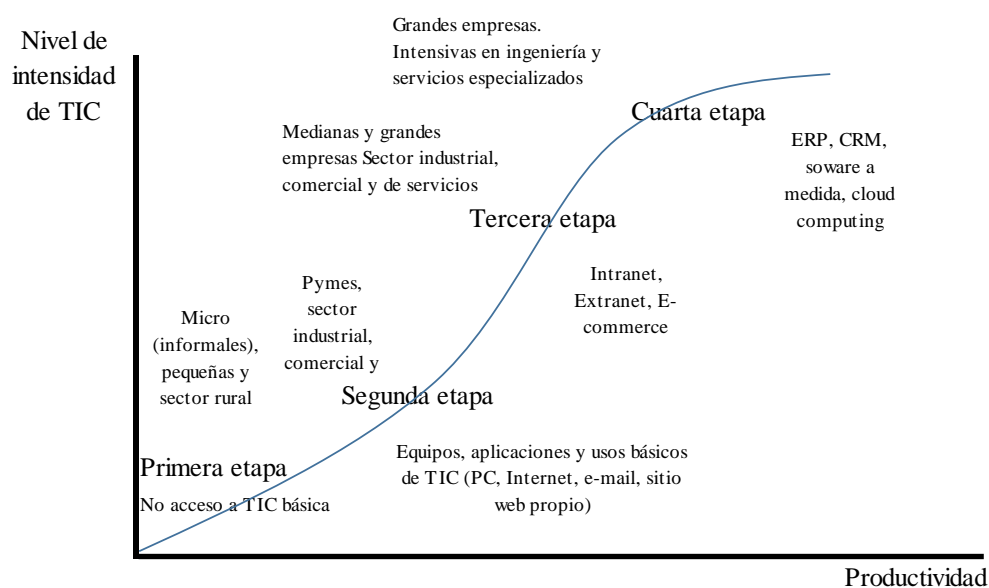 Nivel de
intensidad
de TIC
Grandes empresas.
Intensivas en ingeniería y
servicios especializados
Cuarta etapa
ERP, CRM,
soware a
medida, cloud
computing
Medianas y grandes
empresas Sector industrial,
comercial y de servicios
Tercera etapa
Intranet,
Extranet, E-
commerce
Pymes,
sector
industrial,
comercial y
Micro
(informales),
pequeñas y
sector rural
Segunda etapa
Equipos, aplicaciones y usos básicos
de TIC (PC, Internet, e-mail, sitio
web propio)
Primera etapa
No acceso a TIC básica
Productividad